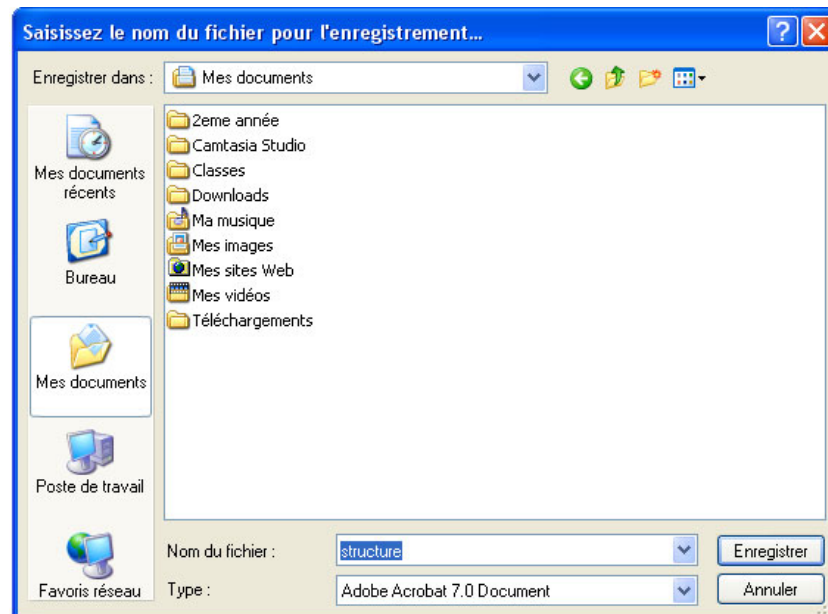 Saisissez le nom du fichier pour l'enregistrement...
Enregistrer dans :
Mes documents
Mes documents
récents
Bureau
Mes documents
Poste de travail
Favoris réseau
2eme année
Camtasia Studio
Classes
Downloads
Ma musique
Mes images
Mes sites Web
Mes vidéos
Téléchargements
Nom du fichier :
structure
Enregistrer
Type :
Adobe Acrobat 7.0 Document
Annuler